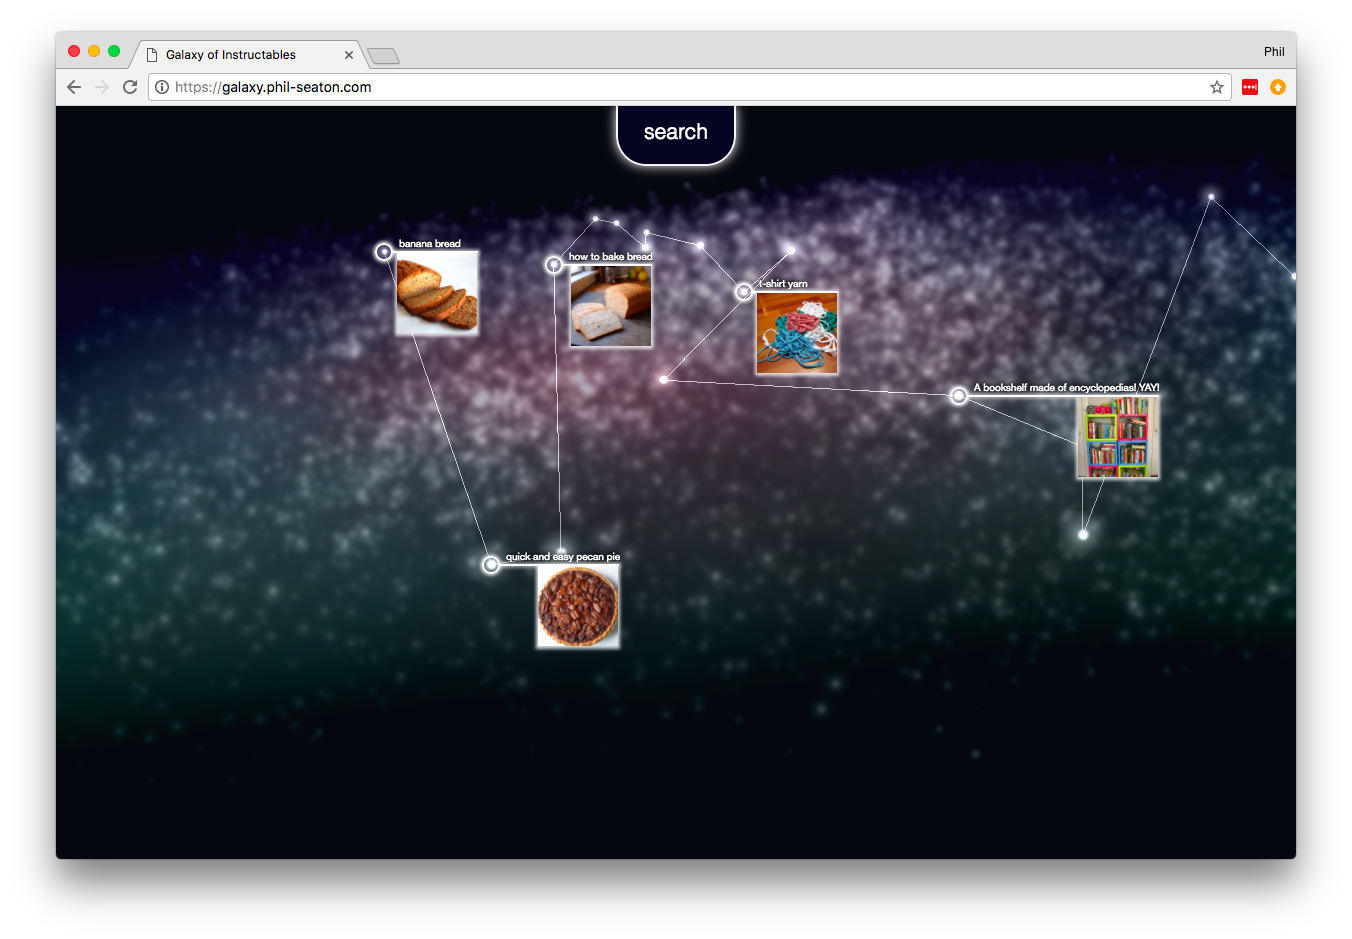 Galaxy of Instructables
Phil
https://galaxy.phil-seaton.com
search
banana bread
how to bake bread
t-shirt yarn
A bookshelf made of encyclopedias! YAY!
quick and easy pecan pie